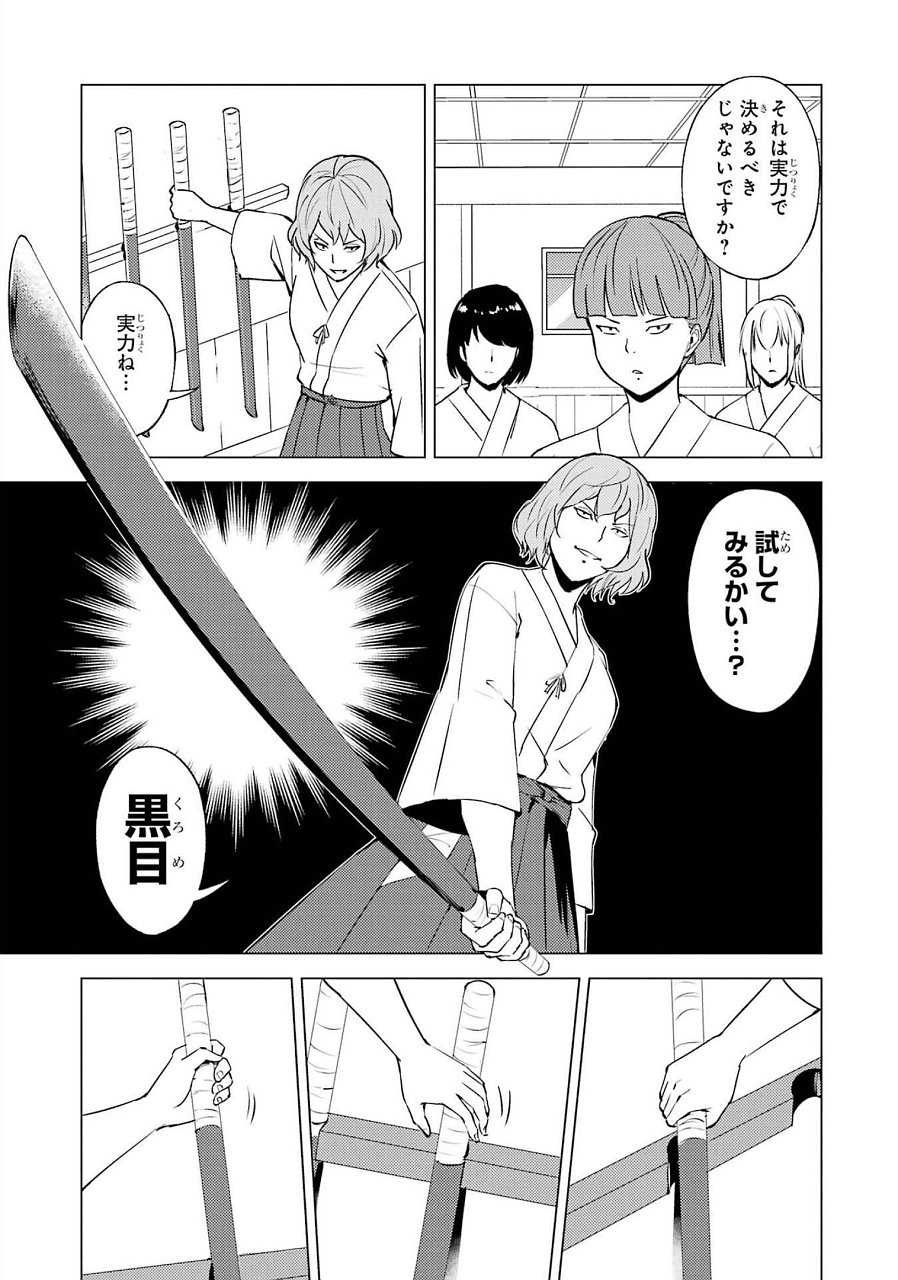 それは実力で
決めるべき
じゃないですか?
実力ね…
試して
みるかい…?
黒目